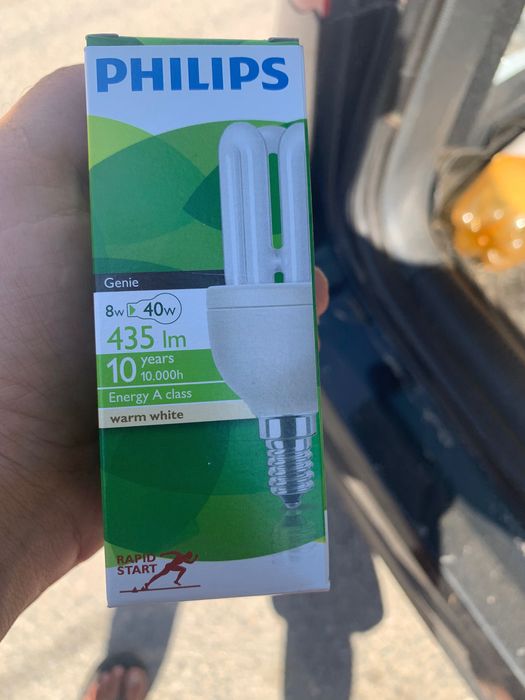 PHILIPS
Genie
8w 40w
435 lm
10 years
10.000h
Energy A class
warm white
RAPID
START